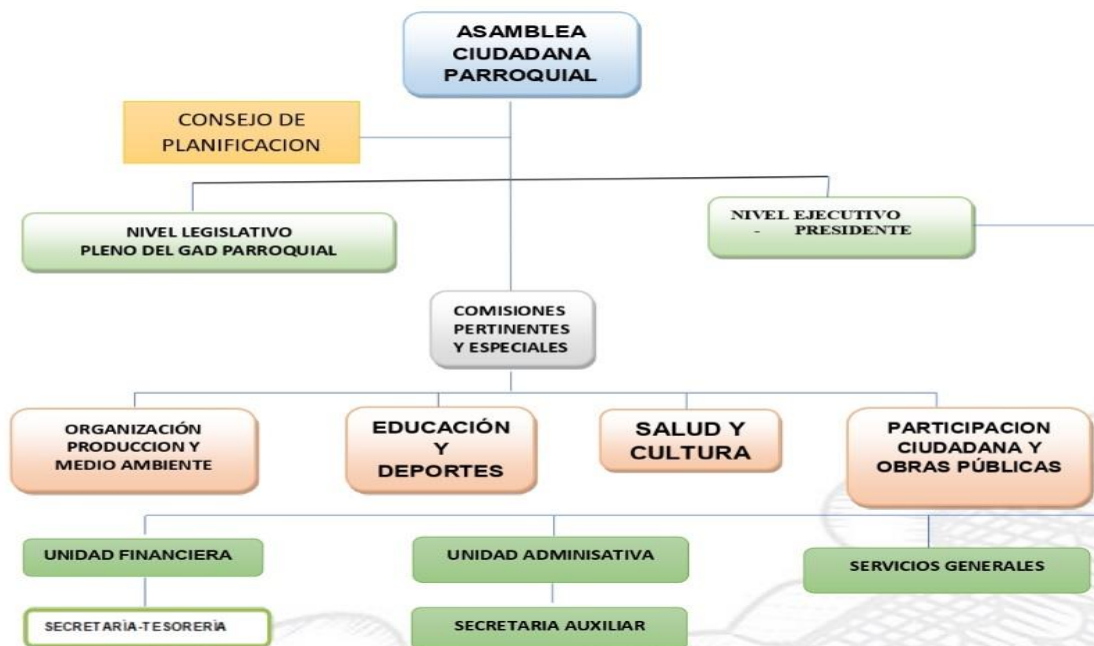 ASAMBLEA
CIUDADANA
PARROQUIAL
CONSEJO DE
PLANIFICACION
NIVEL LEGISLATIVO
PLENO DEL GAD PARROQUIAL
NIVEL EJECUTIVO
- PRESIDENTE
COMISIONES
PERTINENTES
Y ESPECIALES
ORGANIZACIÓN
PRODUCCION Y
MEDIO AMBIENTE
EDUCACIÓN
Y
DEPORTES
SALUD Y
CULTURA
PARTICIPACION
CIUDADANA Y
OBRAS PÚBLICAS
UNIDAD FINANCIERA
UNIDAD ADMINISATIVA
SERVICIOS GENERALES
SECRETARÌA-TESORERÌA
SECRETARIA AUXILIAR